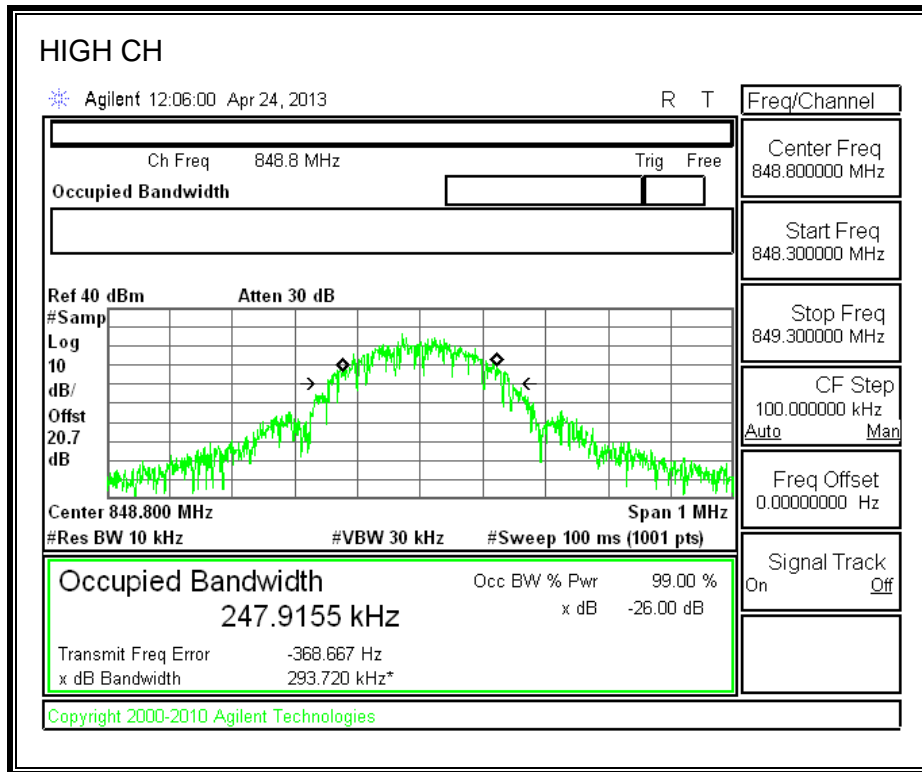 HIGH CH
Agilent 12:06:00 Apr 24, 2013 R T
Ch Freq 848.8 MHz Trig Free
Occupied Bandwidth
Ref 40 dBm Atten 30 dB
#Samp
Log
10
dB/
Offst
20.7
dB
Center 848.800 MHz Span 1 MHz
#Res BW 10 kHz #VBW 30 kHz #Sweep 100 ms (1001 pts)
Occupied Bandwidth Occ BW % Pwr 99.00 %
247.9155 kHz x dB -26.00 dB
Transmit Freq Error -368.667 Hz
x dB Bandwidth 293.720 kHz*
Copyright 2000-2010 Agilent Technologies
Freq/Channel
Center Freq
848.800000 MHz
Start Freq
848.300000 MHz
Stop Freq
849.300000 MHz
CF Step
100.000000 kHz
Auto Man
Freq Offset
0.00000000 Hz
Signal Track
On Off